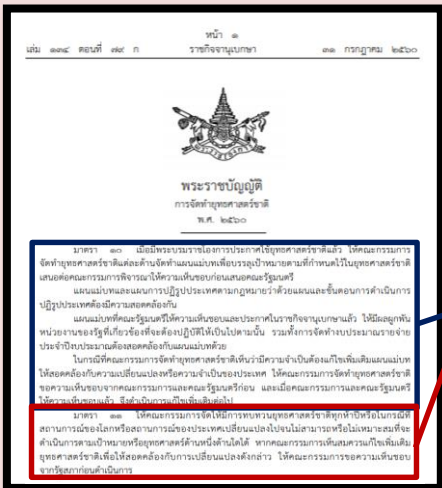 หน้า ๑
เล่ม ๑๓๔ ตอนที่ ๗๙ ก ราชกิจจานุเบกษา ๓๑ กรกฎาคม ๒๕๖๐
พระราชบัญญัติ
การจัดทำยุทธศาสตร์ชาติ
พ.ศ. ๒๕๖๐
มาตรา ๑๐ เมื่อมีพระบรมราชโองการประกาศใช้ยุทธศาสตร์ชาติแล้ว ให้คณะกรรมการ
จัดทำยุทธศาสตร์ชาติแต่ละด้านจัดทำแผนแม่บทเพื่อบรรลุเป้าหมายตามที่กำหนดไว้ในยุทธศาสตร์ชาติ
เสนอต่อคณะกรรมการพิจารณาให้ความเห็นชอบก่อนเสนอคณะรัฐมนตรี
แผนแม่บทและแผนการปฏิรูปประเทศตามกฎหมายว่าด้วยแผนและขั้นตอนการดำเนินการ
ปฏิรูปประเทศต้องมีความสอดคล้องกัน
แผนแม่บทที่คณะรัฐมนตรีให้ความเห็นชอบและประกาศในราชกิจจานุเบกษาแล้ว ให้มีผลผูกพัน
หน่วยงานของรัฐที่เกี่ยวข้องที่จะต้องปฏิบัติให้เป็นไปตามนั้น รวมทั้งการจัดทำงบประมาณรายจ่าย
ประจำปีงบประมาณต้องสอดคล้องกับแผนแม่บทด้วย
ในกรณีที่คณะกรรมการจัดทำยุทธศาสตร์ชาติเห็นว่ามีความจำเป็นต้องแก้ไขเพิ่มเติมแผนแม่บท
ให้สอดคล้องกับความเปลี่ยนแปลงหรือความจำเป็นของประเทศ ให้คณะกรรมการจัดทำยุทธศาสตร์ชาติ
ขอความเห็นชอบจากคณะกรรมการและคณะรัฐมนตรีก่อน และเมื่อคณะกรรมการและคณะรัฐมนตรี
ให้ความเห็นชอบแล้ว จึงดำเนินการแก้ไขเพิ่มเติมต่อไป
มาตรา ๑๑ ให้คณะกรรมการจัดให้มีการทบทวนยุทธศาสตร์ชาติทุกห้าปีหรือในกรณีที่
สถานการณ์ของโลกหรือสถานการณ์ของประเทศเปลี่ยนแปลงไปจนไม่สามารถหรือไม่เหมาะสมที่จะ
ดำเนินการตามเป้าหมายหรือยุทธศาสตร์ด้านหนึ่งด้านใดได้ หากคณะกรรมการเห็นสมควรแก้ไขเพิ่มเติม
ยุทธศาสตร์ชาติเพื่อให้สอดคล้องกับการเปลี่ยนแปลงดังกล่าว ให้คณะกรรมการขอความเห็นชอบ
จากรัฐสภาก่อนดำเนินการ